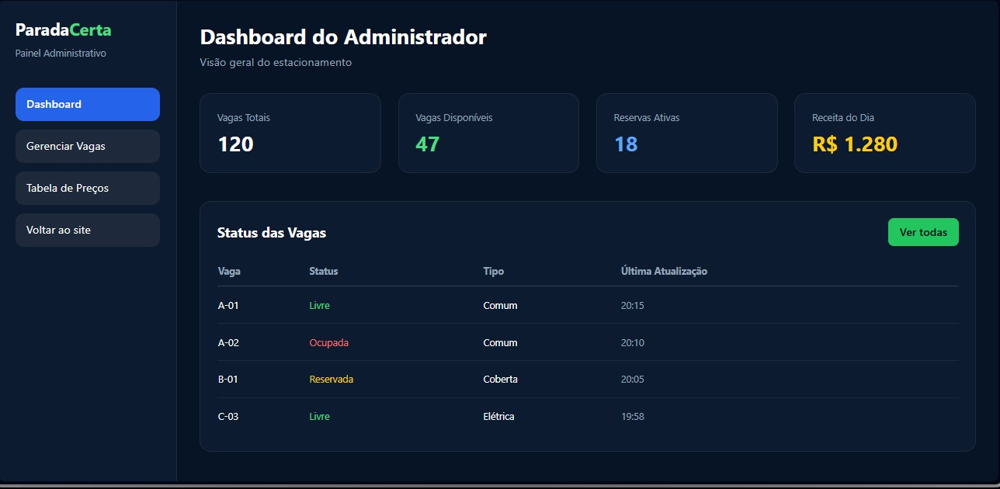 ParadaCerta
Painel Administrativo
Dashboard
Gerenciar Vagas
Tabela de Preços
Voltar ao site
Dashboard do Administrador
Visão geral do estacionamento
Vagas Totais
120
Vagas Disponíveis
47
Reservas Ativas
18
Receita do Dia
R$ 1.280
Status das Vagas
Ver todas
Vaga Status Tipo Última Atualização
A-01 Livre Comum 20:15
A-02 Ocupada Comum 20:10
B-01 Reservada Coberta 20:05
C-03 Livre Elétrica 19:58